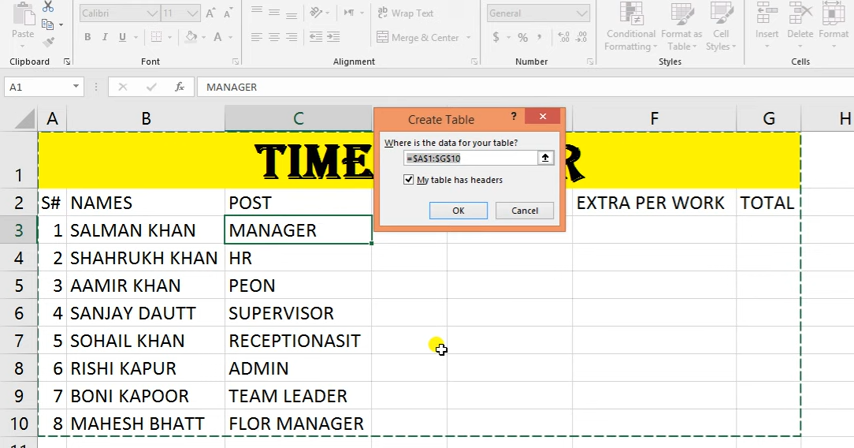 Calibri 11 A A
Wrap Text
General
Paste
B I U
A
Merge & Center
$ % ,
Conditional Formatting
Format as Table
Cell Styles
Insert
Delete
Format
Clipboard
Font
Alignment
Number
Styles
Cells
A1
fx
MANAGER
A B C F G H
Create Table
?
Where is the data for your table?
=$A$1:$G$10
My table has headers
OK Cancel
1 TIME R
2 S# NAMES POST EXTRA PER WORK TOTAL
3 1 SALMAN KHAN MANAGER
4 2 SHAHRUKH KHAN HR
5 3 AAMIR KHAN PEON
6 4 SANJAY DAUTT SUPERVISOR
7 5 SOHAIL KHAN RECEPTIONASIT
8 6 RISHI KAPUR ADMIN
9 7 BONI KAPOOR TEAM LEADER
10 8 MAHESH BHATT FLOR MANAGER